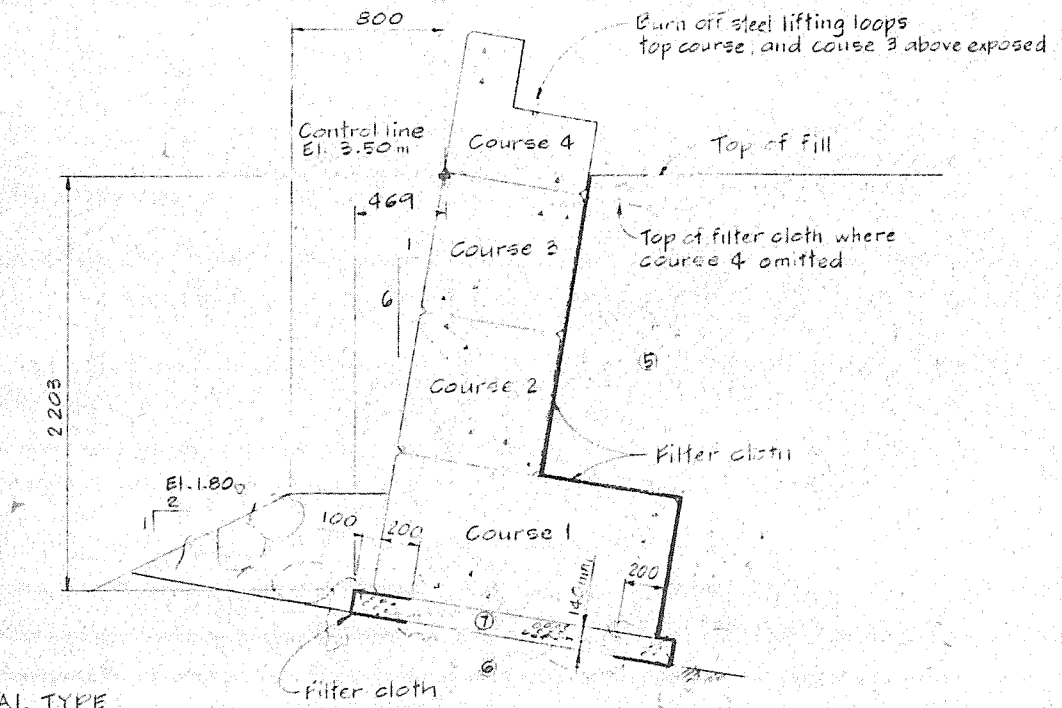 800
Burn off steel lifting loops
top course, and couse 3 above exposed
Control line
El. 3.50m
Course 4
Top of fill
469
1
6
Course 3
Top of filter cloth where
course 4 omitted
2203
5
Course 2
Filter cloth
El. 1.80
2
1
100
200
Course 1
140 min
200
7
6
Filter cloth
AL TYPE